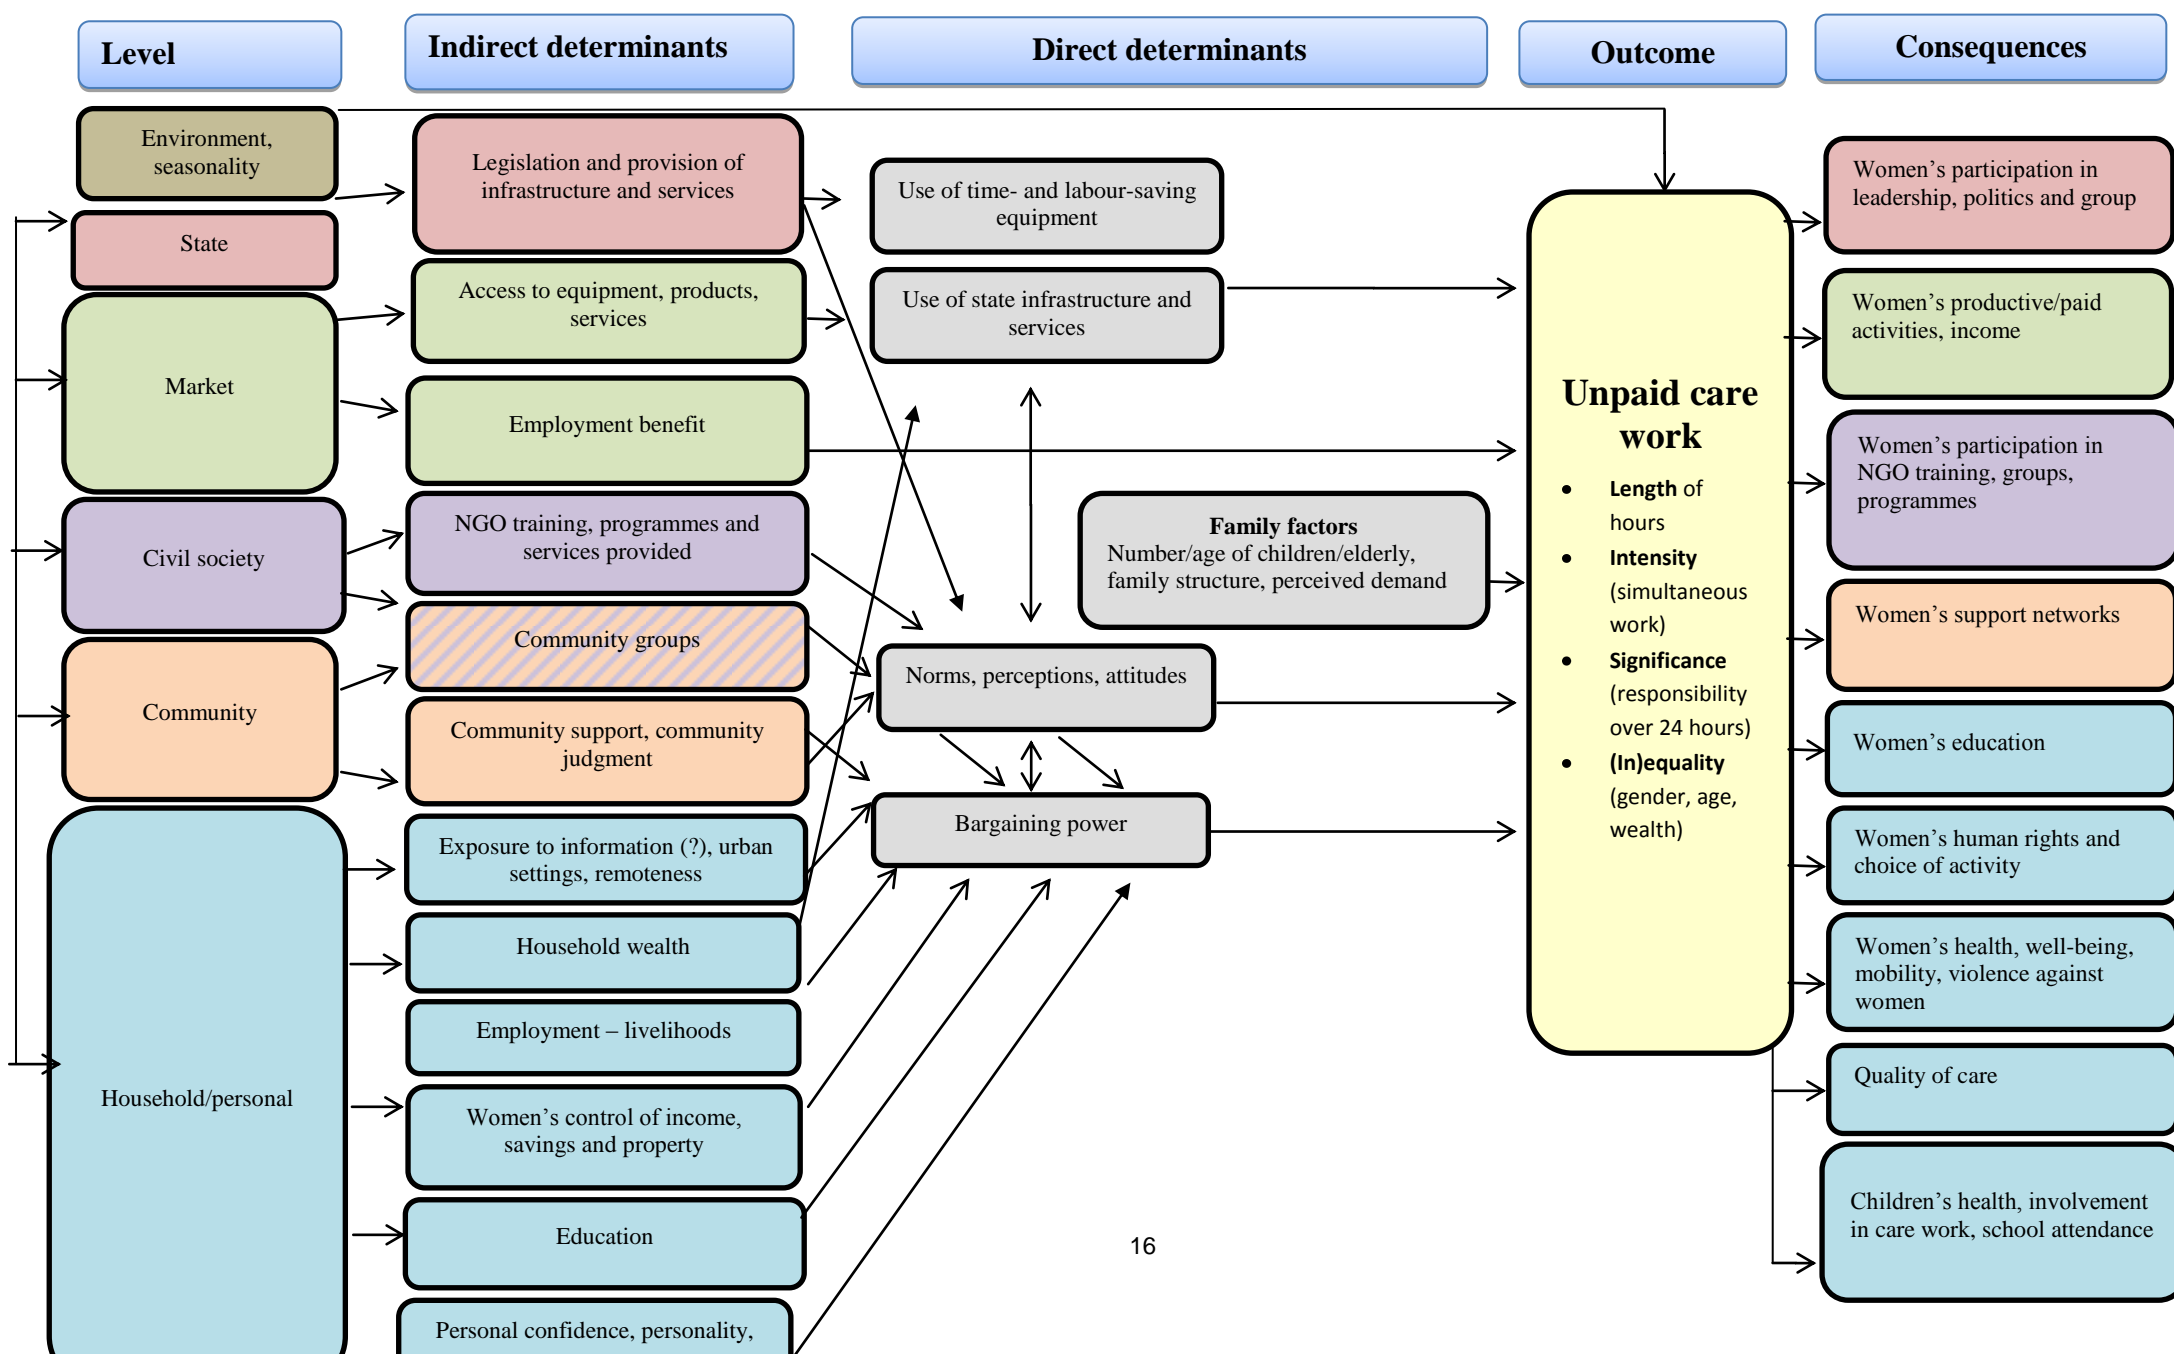 Level
Indirect determinants
Direct determinants
Outcome
Consequences
Environment,
seasonality
State
Market
Civil society
Community
Household/personal
Legislation and provision of
infrastructure and services
Access to equipment, products,
services
Employment benefit
NGO training, programmes and
services provided
Community groups
Community support, community
judgment
Exposure to information (?), urban
settings, remoteness
Household wealth
Employment – livelihoods
Women’s control of income,
savings and property
Education
Personal confidence, personality,
Use of time- and labour-saving
equipment
Use of state infrastructure and
services
Family factors
Number/age of children/elderly,
family structure, perceived demand
Norms, perceptions, attitudes
Bargaining power
Unpaid care
work
• Length of
hours
• Intensity
(simultaneous
work)
• Significance
(responsibility
over 24 hours)
• (In)equality
(gender, age,
wealth)
Women’s participation in
leadership, politics and group
Women’s productive/paid
activities, income
Women’s participation in
NGO training, groups,
programmes
Women’s support networks
Women’s education
Women’s human rights and
choice of activity
Women’s health, well-being,
mobility, violence against
women
Quality of care
Children’s health, involvement
in care work, school attendance
16